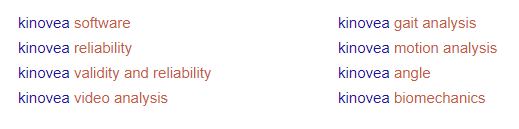 kinovea software
kinovea reliability
kinovea validity and reliability
kinovea video analysis
kinovea gait analysis
kinovea motion analysis
kinovea angle
kinovea biomechanics